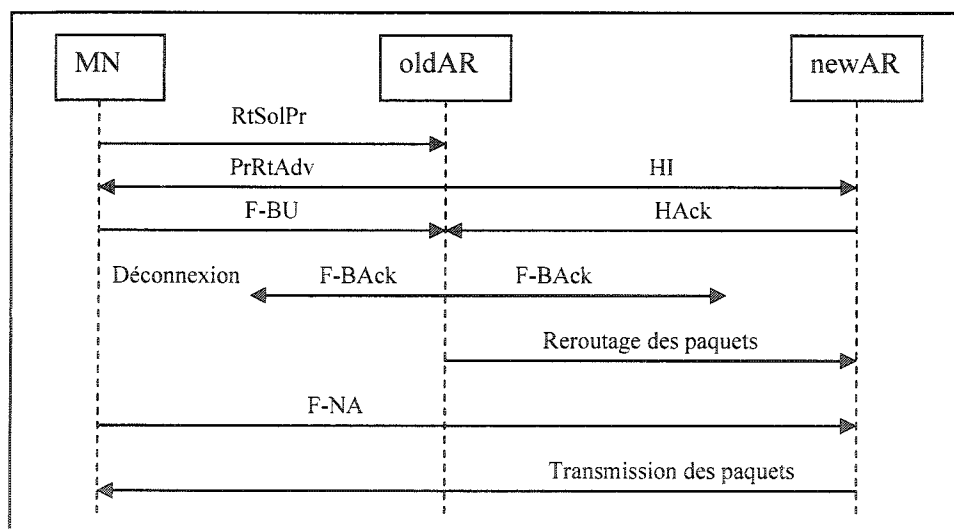 MN
oldAR
newAR
RtSolPr
PrRtAdv
HI
F-BU
HAck
Déconnexion
F-BAck
F-BAck
Reroutage des paquets
F-NA
Transmission des paquets